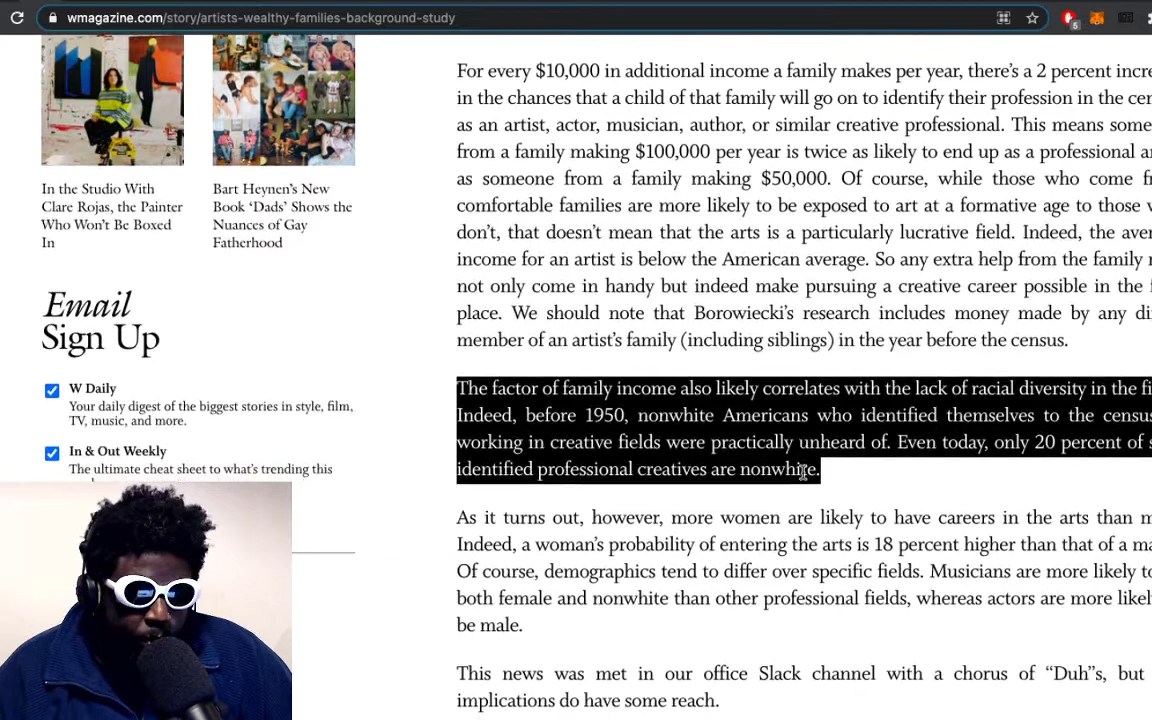 wmagazine.com/story/artists-wealthy-families-background-study
5
In the Studio With
Clare Rojas, the Painter
Who Won't Be Boxed
In
Bart Heynen's New
Book 'Dads' Shows the
Nuances of Gay
Fatherhood
Email
Sign Up
W Daily
Your daily digest of the biggest stories in style, film,
TV, music, and more.
In & Out Weekly
The ultimate cheat sheet to what's trending this
For every $10,000 in additional income a family makes per year, there's a 2 percent incre
in the chances that a child of that family will go on to identify their profession in the cen
as an artist, actor, musician, author, or similar creative professional. This means some
from a family making $100,000 per year is twice as likely to end up as a professional a
as someone from a family making $50,000. Of course, while those who come f
comfortable families are more likely to be exposed to art at a formative age to those
don't, that doesn't mean that the arts is a particularly lucrative field. Indeed, the ave
income for an artist is below the American average. So any extra help from the family
not only come in handy but indeed make pursuing a creative career possible in the f
place. We should note that Borowiecki's research includes money made by any di
member of an artist's family (including siblings) in the year before the census.
The factor of family income also likely correlates with the lack of racial diversity in the fi
Indeed, before 1950, nonwhite Americans who identified themselves to the census
working in creative fields were practically unheard of. Even today, only 20 percent of s
identified professional creatives are nonwhite.
As it turns out, however, more women are likely to have careers in the arts than m
Indeed, a woman's probability of entering the arts is 18 percent higher than that of a ma
Of course, demographics tend to differ over specific fields. Musicians are more likely to
both female and nonwhite than other professional fields, whereas actors are more likel
be male.
This news was met in our office Slack channel with a chorus of “Duh”s, but
implications do have some reach.